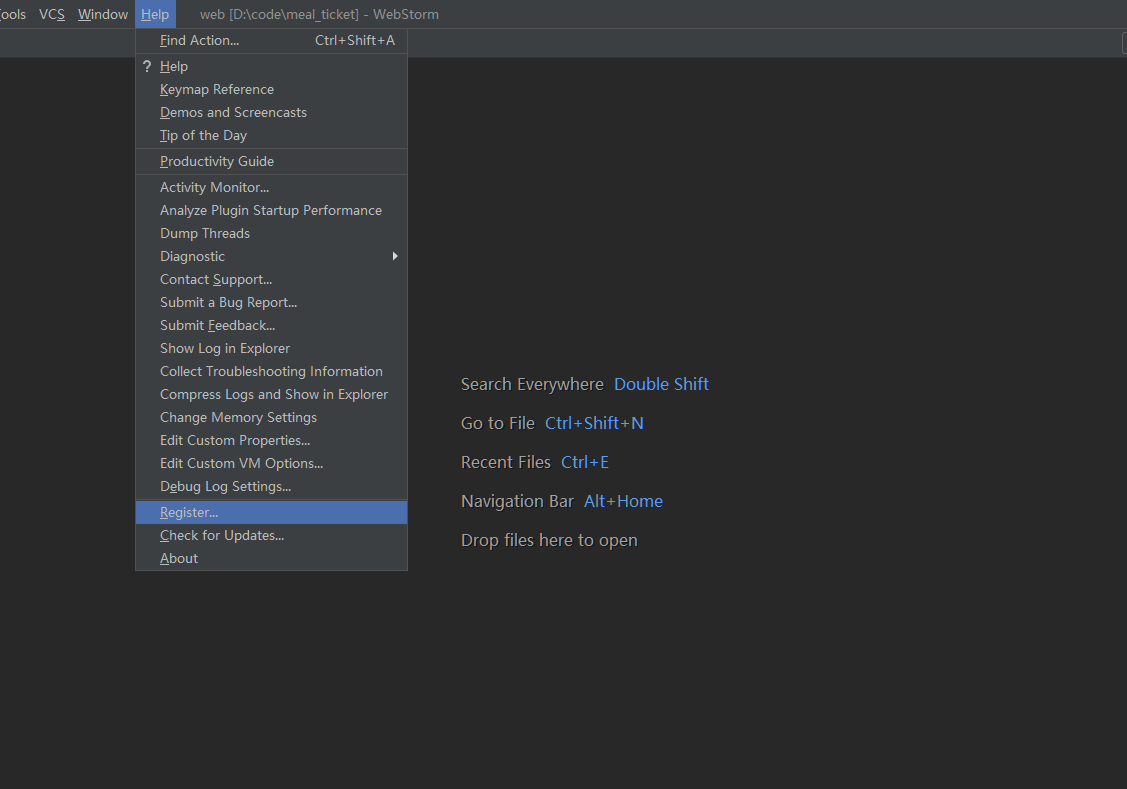 ools VCS Window Help web [D:\code\meal_ticket] - WebStorm
Find Action... Ctrl+Shift+A
? Help
Keymap Reference
Demos and Screencasts
Tip of the Day
Productivity Guide
Activity Monitor...
Analyze Plugin Startup Performance
Dump Threads
Diagnostic
Contact Support...
Submit a Bug Report...
Submit Feedback...
Show Log in Explorer
Collect Troubleshooting Information
Compress Logs and Show in Explorer
Change Memory Settings
Edit Custom Properties...
Edit Custom VM Options...
Debug Log Settings...
Register...
Check for Updates...
About
Search Everywhere Double Shift
Go to File Ctrl+Shift+N
Recent Files Ctrl+E
Navigation Bar Alt+Home
Drop files here to open